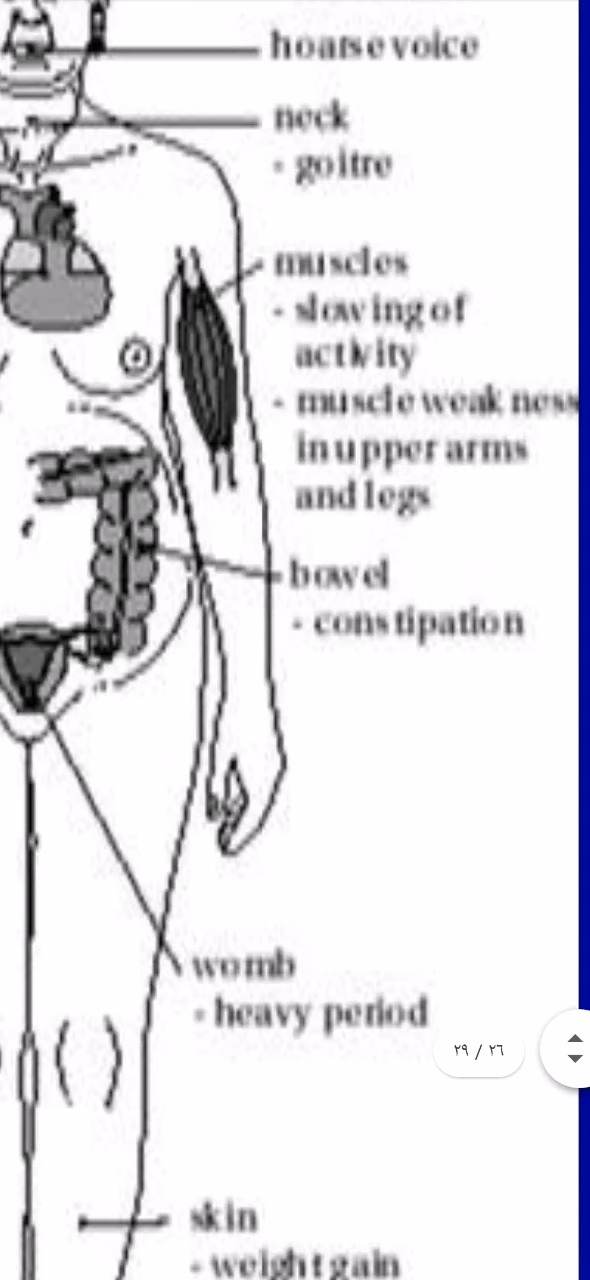 hoarse voice
neck
- goitre
muscles
- slowing of
activity
- muscle weakness
in upper arms
and legs
bowel
- constipation
womb
- heavy period
٢٩ / ٢٦
skin
- weight gain